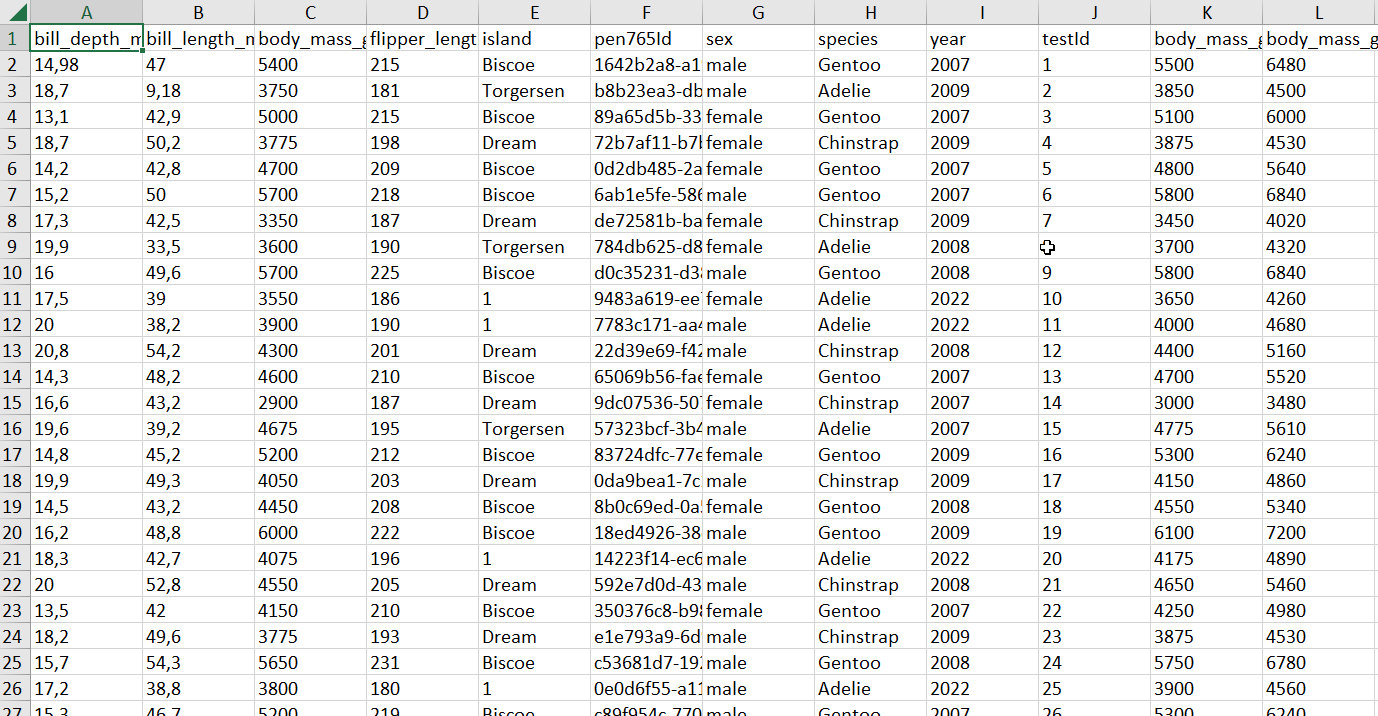 A B C D E F G H I J K L
1 bill_depth_m bill_length_m body_mass_g flipper_lengt island pen765Id sex species year testId body_mass_g body_mass_g
2 14,98 47 5400 215 Biscoe 1642b2a8-a1 male Gentoo 2007 1 5500 6480
3 18,7 9,18 3750 181 Torgersen b8b23ea3-db male Adelie 2009 2 3850 4500
4 13,1 42,9 5000 215 Biscoe 89a65d5b-33 female Gentoo 2007 3 5100 6000
5 18,7 50,2 3775 198 Dream 72b7af11-b7 female Chinstrap 2009 4 3875 4530
6 14,2 42,8 4700 209 Biscoe 0d2db485-2a female Gentoo 2007 5 4800 5640
7 15,2 50 5700 218 Biscoe 6ab1e5fe-586 male Gentoo 2007 6 5800 6840
8 17,3 42,5 3350 187 Dream de72581b-ba female Chinstrap 2009 7 3450 4020
9 19,9 33,5 3600 190 Torgersen 784db625-d8 female Adelie 2008 3700 4320
10 16 49,6 5700 225 Biscoe d0c35231-d3 male Gentoo 2008 9 5800 6840
11 17,5 39 3550 186 1 9483a619-ee female Adelie 2022 10 3650 4260
12 20 38,2 3900 190 1 7783c171-aa male Adelie 2022 11 4000 4680
13 20,8 54,2 4300 201 Dream 22d39e69-f42 male Chinstrap 2008 12 4400 5160
14 14,3 48,2 4600 210 Biscoe 65069b56-fae female Gentoo 2007 13 4700 5520
15 16,6 43,2 2900 187 Dream 9dc07536-50 female Chinstrap 2007 14 3000 3480
16 19,6 39,2 4675 195 Torgersen 57323bcf-3b4 male Adelie 2007 15 4775 5610
17 14,8 45,2 5200 212 Biscoe 83724dfc-77e female Gentoo 2009 16 5300 6240
18 19,9 49,3 4050 203 Dream 0da9bea1-7c male Chinstrap 2009 17 4150 4860
19 14,5 43,2 4450 208 Biscoe 8b0c69ed-0a female Gentoo 2008 18 4550 5340
20 16,2 48,8 6000 222 Biscoe 18ed4926-38 male Gentoo 2009 19 6100 7200
21 18,3 42,7 4075 196 1 14223f14-ec6 male Adelie 2022 20 4175 4890
22 20 52,8 4550 205 Dream 592e7d0d-43 male Chinstrap 2008 21 4650 5460
23 13,5 42 4150 210 Biscoe 350376c8-b9 female Gentoo 2007 22 4250 4980
24 18,2 49,6 3775 193 Dream e1e793a9-6d male Chinstrap 2009 23 3875 4530
25 15,7 54,3 5650 231 Biscoe c53681d7-19 male Gentoo 2008 24 5750 6780
26 17,2 38,8 3800 180 1 0e0d6f55-a1 male Adelie 2022 25 3900 4560
27 15,3 46,7 5200 219 Biscoe c89f954c-770 male Gentoo 2007 26 5300 6240